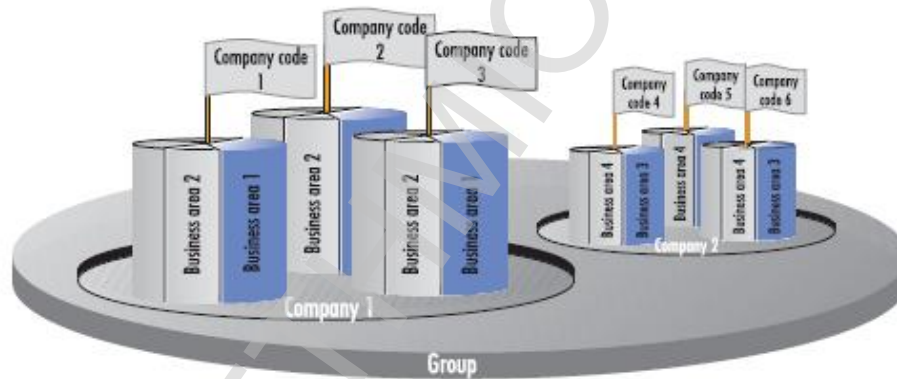 Company code
1
Company code
2
Company code
3
Company
code 4
Company
code 5
Company
code 6
Business area 2
Business area 1
Business area 2
Business area 2
Business area 1
Business area 4
Business area 3
Business area 4
Business area 4
Business area 3
Company 1
Company 2
Group